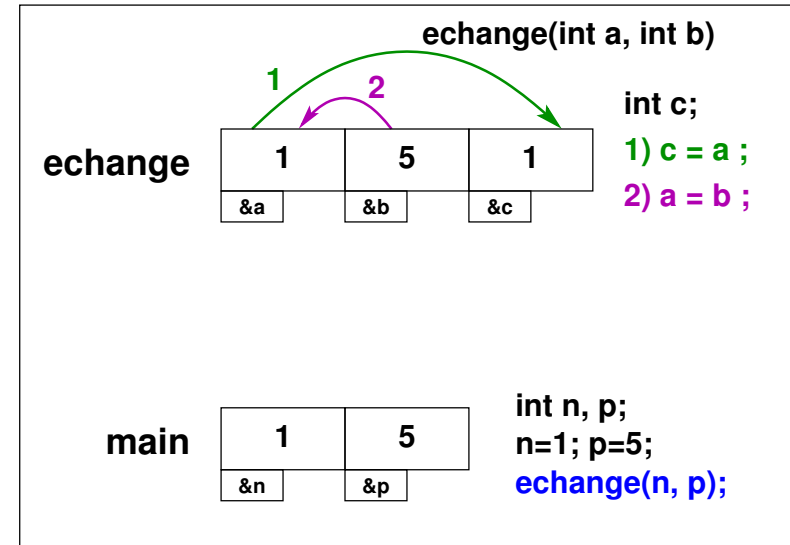 echange(int a, int b)
1
2
int c;
echange
1 5 1
1) c = a ;
&a &b &c
2) a = b ;
int n, p;
main
1 5
n=1; p=5;
&n &p
echange(n, p);